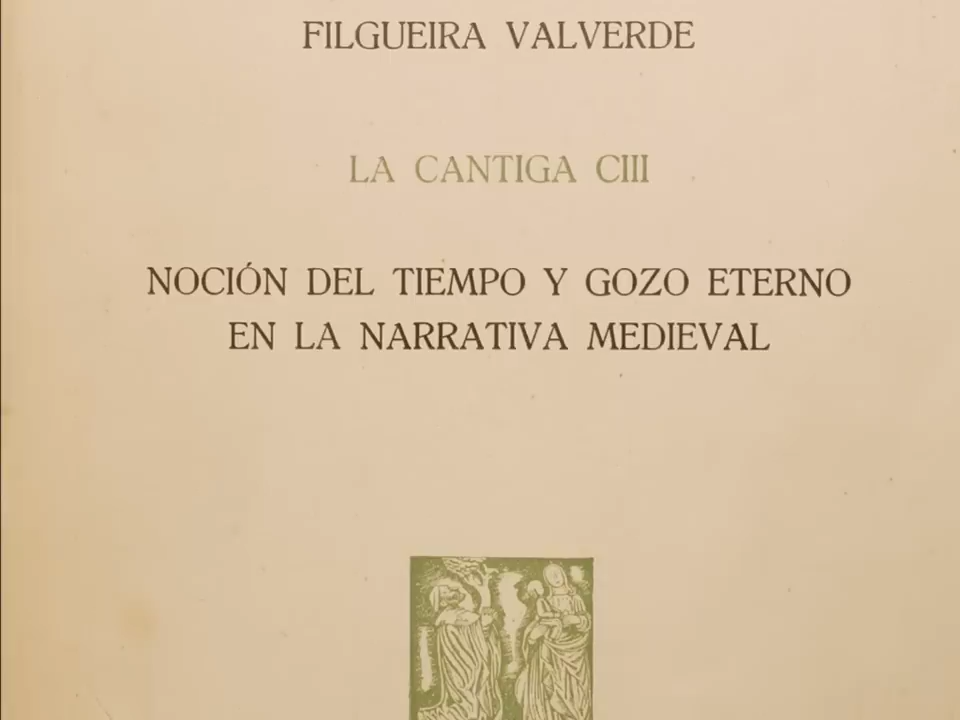 FILGUEIRA VALVERDE
LA CANTIGA CIII
NOCIÓN DEL TIEMPO Y GOZO ETERNO
EN LA NARRATIVA MEDIEVAL